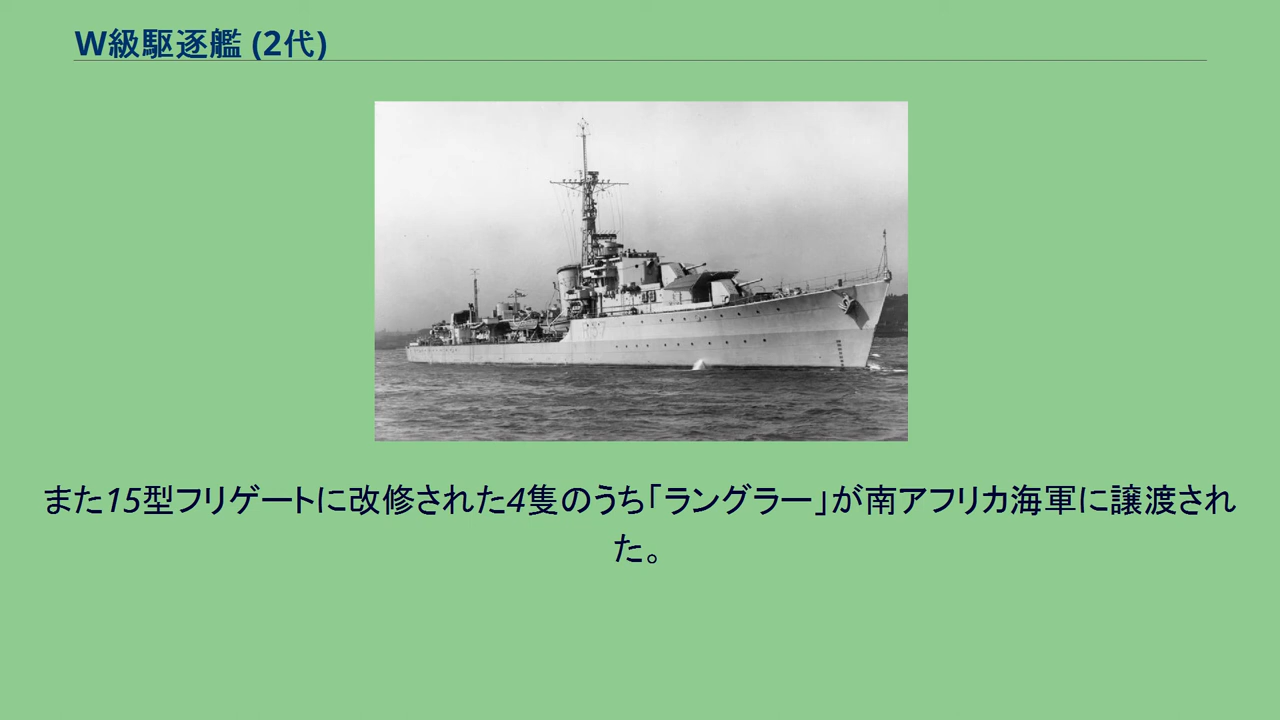 W級駆逐艦 (2代)
また15型フリゲートに改修された4隻のうち「ラングラー」が南アフリカ海軍に譲渡され
た。